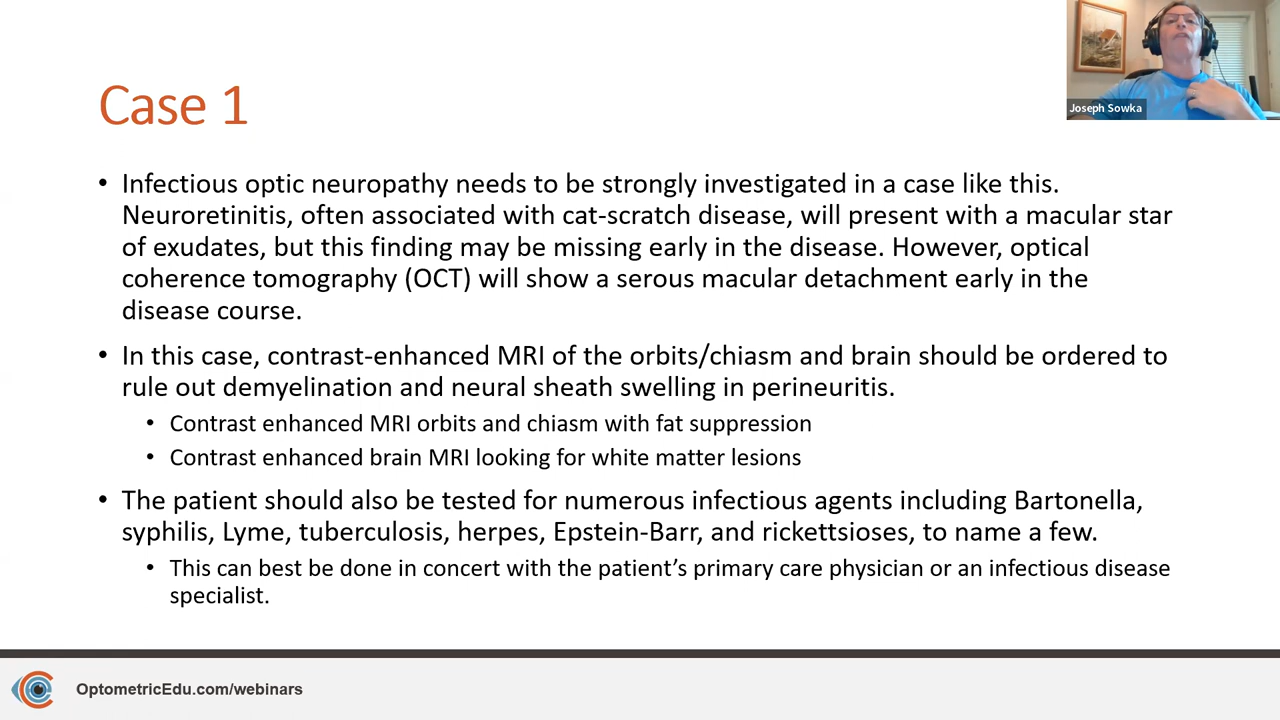 Joseph Sowka
Case 1
• Infectious optic neuropathy needs to be strongly investigated in a case like this.
Neuroretinitis, often associated with cat-scratch disease, will present with a macular star
of exudates, but this finding may be missing early in the disease. However, optical
coherence tomography (OCT) will show a serous macular detachment early in the
disease course.
• In this case, contrast-enhanced MRI of the orbits/chiasm and brain should be ordered to
rule out demyelination and neural sheath swelling in perineuritis.
• Contrast enhanced MRI orbits and chiasm with fat suppression
• Contrast enhanced brain MRI looking for white matter lesions
• The patient should also be tested for numerous infectious agents including Bartonella,
syphilis, Lyme, tuberculosis, herpes, Epstein-Barr, and rickettsioses, to name a few.
• This can best be done in concert with the patient’s primary care physician or an infectious disease
specialist.
OptometricEdu.com/webinars